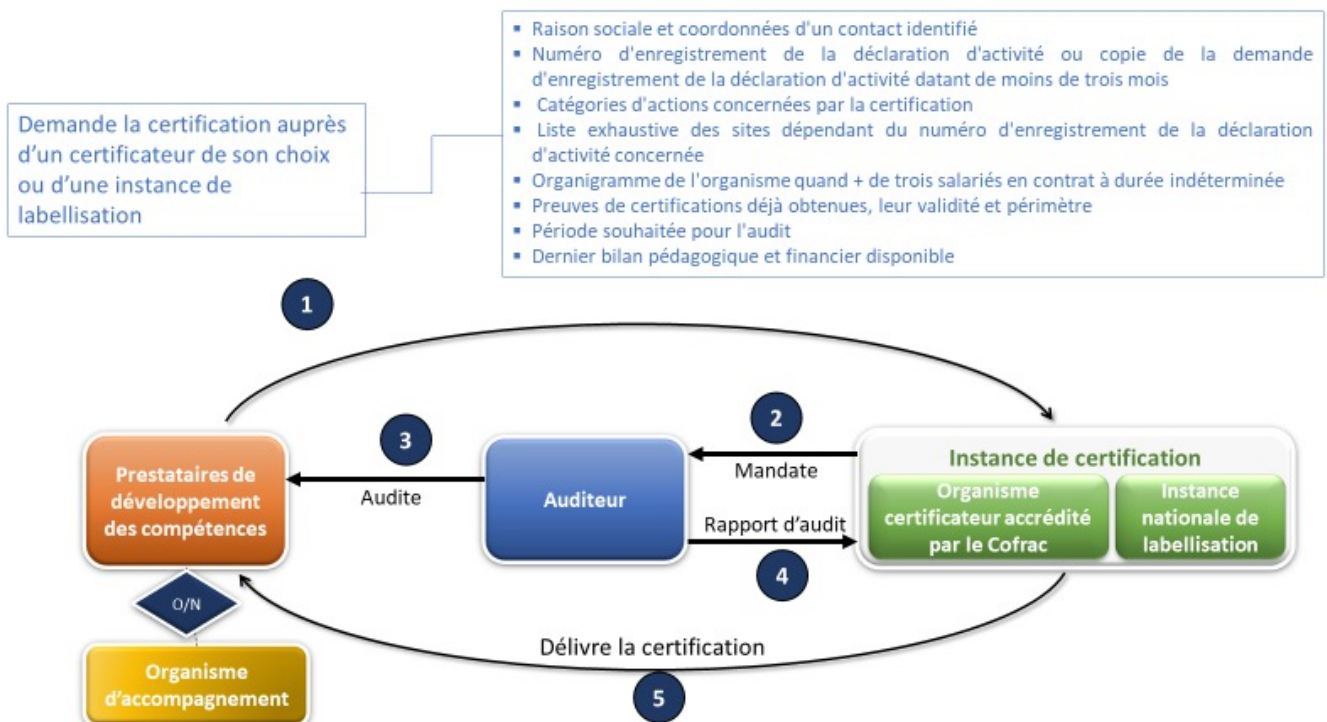 ▪ Raison sociale et coordonnées d'un contact identifié
▪ Numéro d'enregistrement de la déclaration d'activité ou copie de la demande
d'enregistrement de la déclaration d'activité datant de moins de trois mois
▪ Catégories d'actions concernées par la certification
▪ Liste exhaustive des sites dépendant du numéro d'enregistrement de la déclaration
d'activité concernée
▪ Organigramme de l'organisme quand + de trois salariés en contrat à durée indéterminée
▪ Preuves de certifications déjà obtenues, leur validité et périmètre
▪ Période souhaitée pour l'audit
▪ Dernier bilan pédagogique et financier disponible
Demande la certification auprès
d'un certificateur de son choix
ou d'une instance de
labellisation
1
2
Mandate
3
Audite
Prestataires de
développement
des compétences
Auditeur
Instance de certification
Organisme
certificateur accrédité
par le Cofrac
Instance
nationale de
labellisation
Rapport d'audit
4
O/N
Organisme
d'accompagnement
Délivre la certification
5